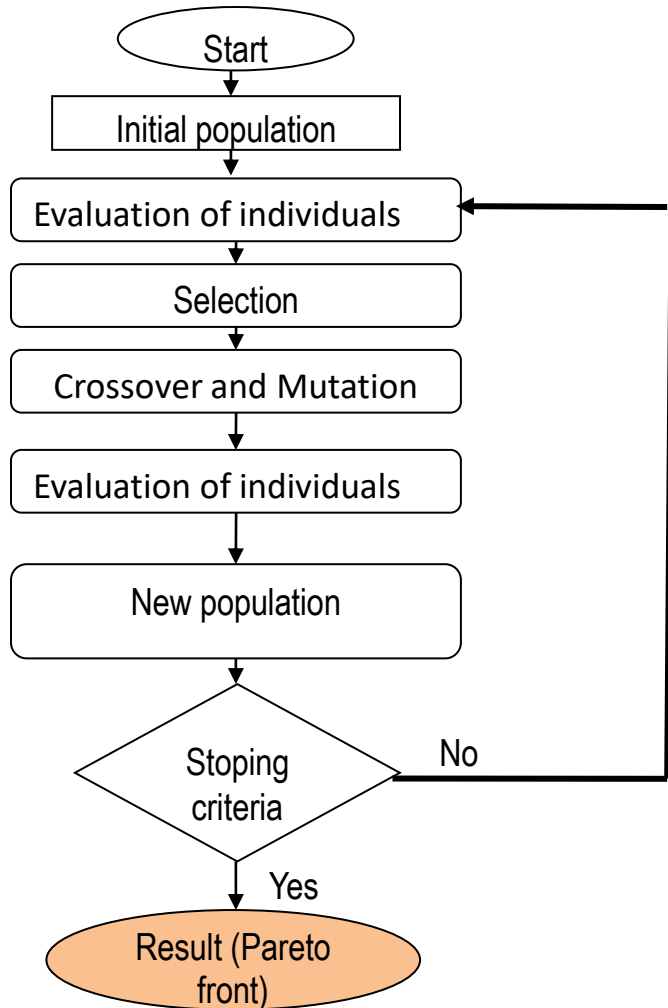 Start
Initial population
Evaluation of individuals
Selection
Crossover and Mutation
Evaluation of individuals
New population
Stoping
criteria
No
Yes
Result (Pareto
front)